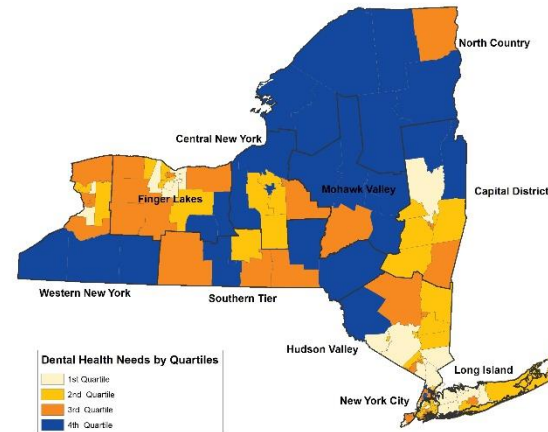 North Country
Central New York
Mohawk Valley
Capital District
Finger Lakes
Western New York
Southern Tier
Hudson Valley
Long Island
New York City
Dental Health Needs by Quartiles
1st Quartile
2nd Quartile
3rd Quartile
4th Quartile